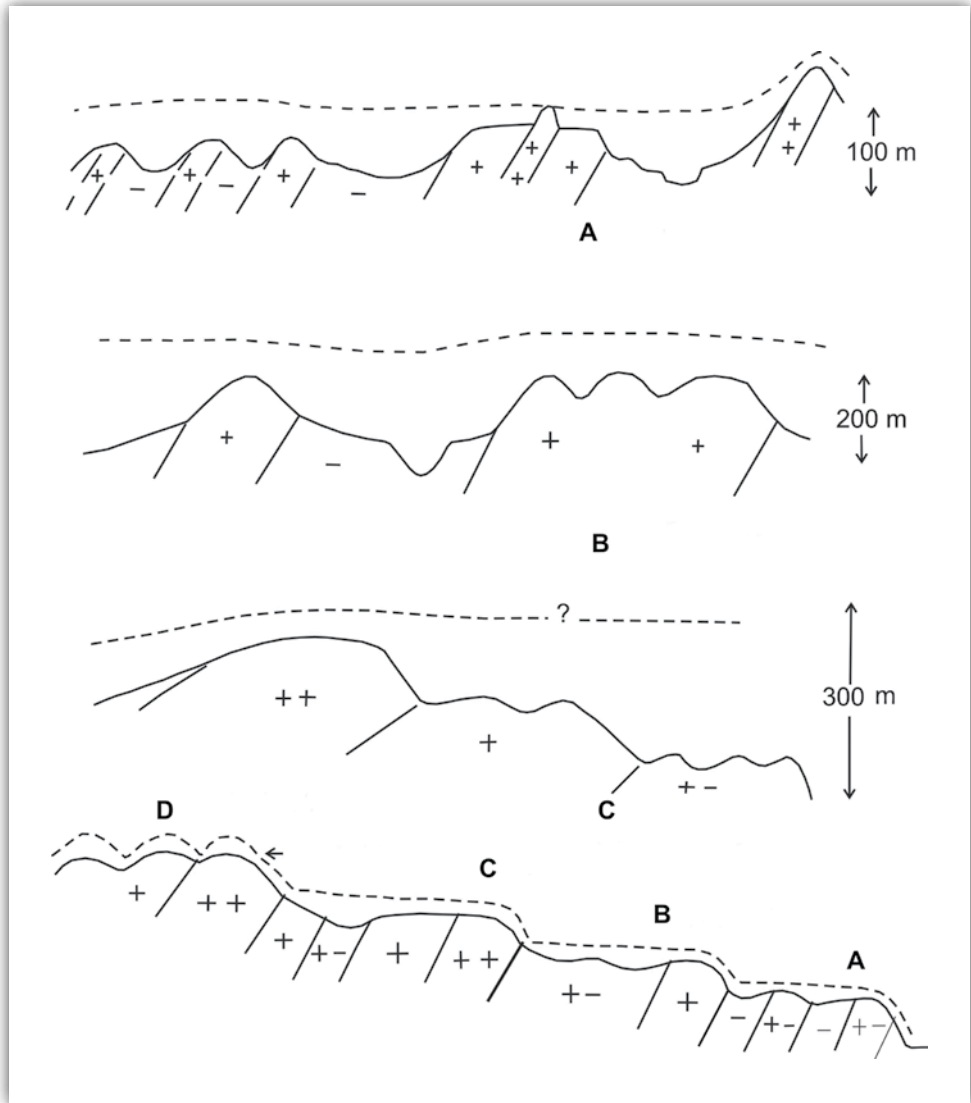 + - + - + - + + + + + +
100 m
A
+ - + +
200 m
B
?
++
+
+ -
300 m
C
D
C
B
A
+ ++ + +- + ++ +- + - +- - +-